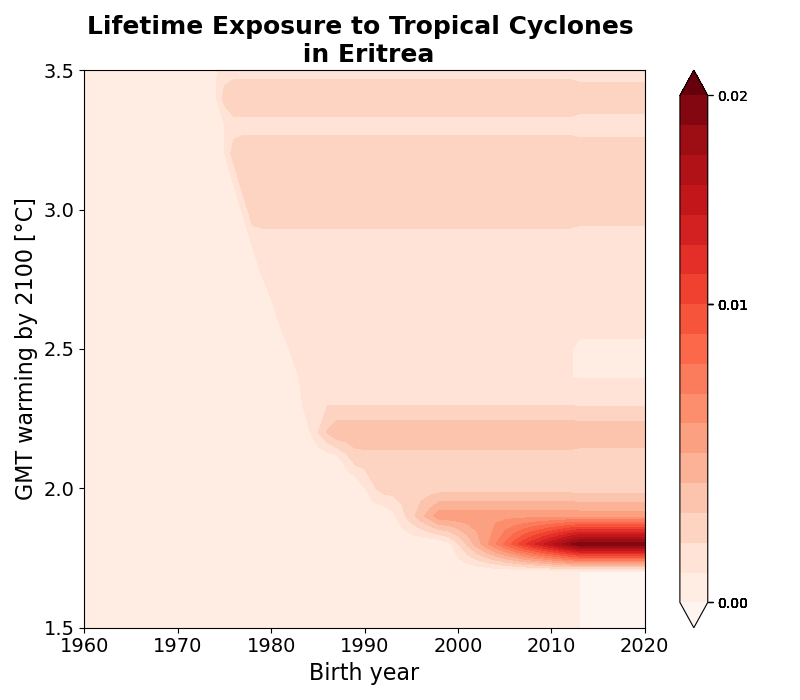 Lifetime Exposure to Tropical Cyclones
in Eritrea
3.5
3.0
2.5
2.0
1.5
GMT warming by 2100 [°C]
1960 1970 1980 1990 2000 2010 2020
Birth year
0.02
0.01
0.00